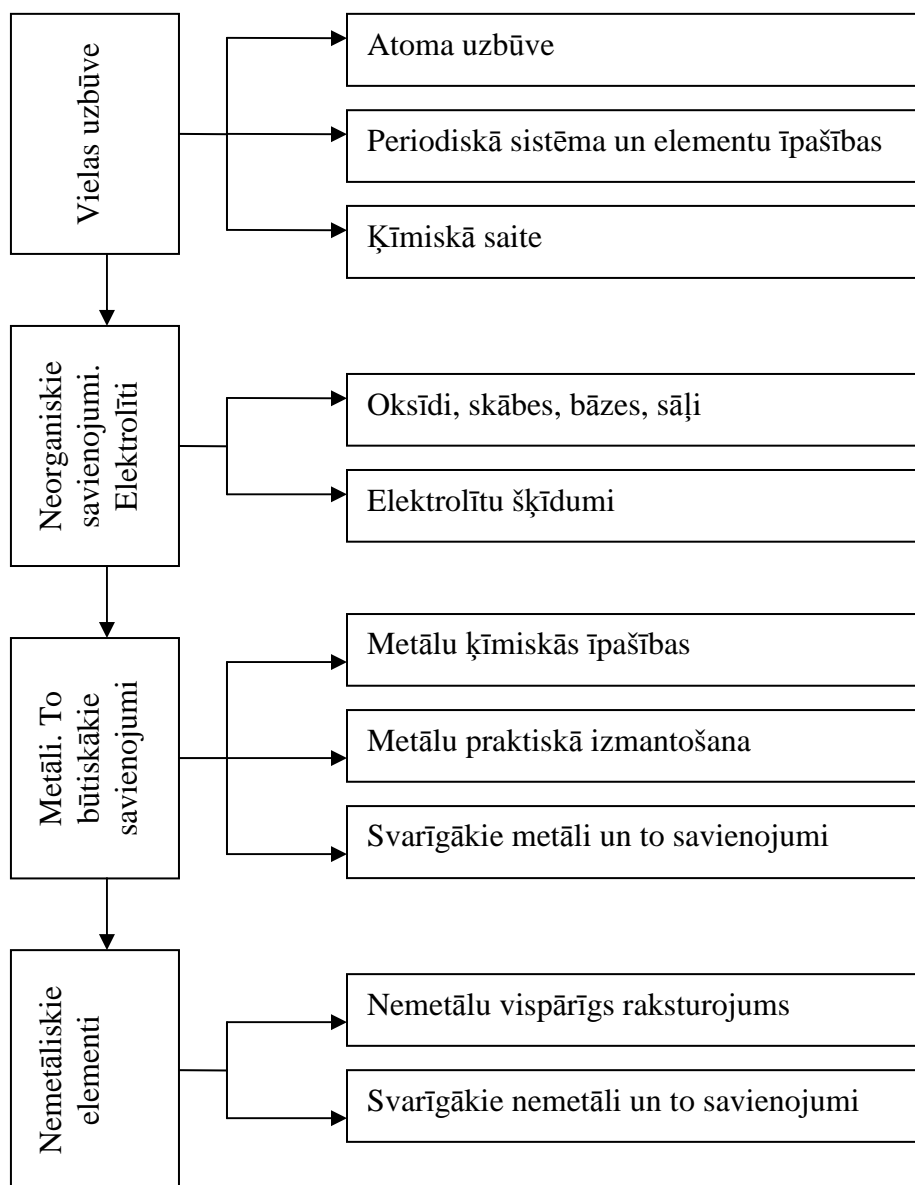 Vielas uzbūve
Atoma uzbūve
Periodiskā sistēma un elementu īpašības
Ķīmiskā saite
Neorganiskie
savienojumi.
Elektrolīti
Oksīdi, skābes, bāzes, sāļi
Elektrolītu šķīdumi
Metāli. To
būtiskākie
savienojumi
Metālu ķīmiskās īpašības
Metālu praktiskā izmantošana
Svarīgākie metāli un to savienojumi
Nemetāliskie
elementi
Nemetālu vispārīgs raksturojums
Svarīgākie nemetāli un to savienojumi